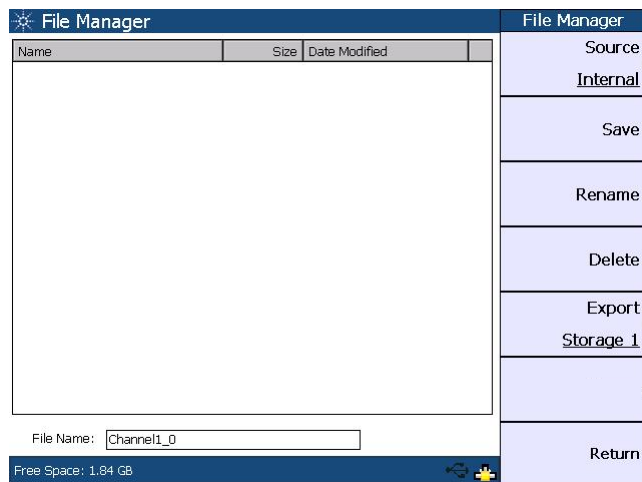 File Manager
Name Size Date Modified
File Name: Channel1_0
Free Space: 1.84 GB
File Manager
Source
Internal
Save
Rename
Delete
Export
Storage 1
Return